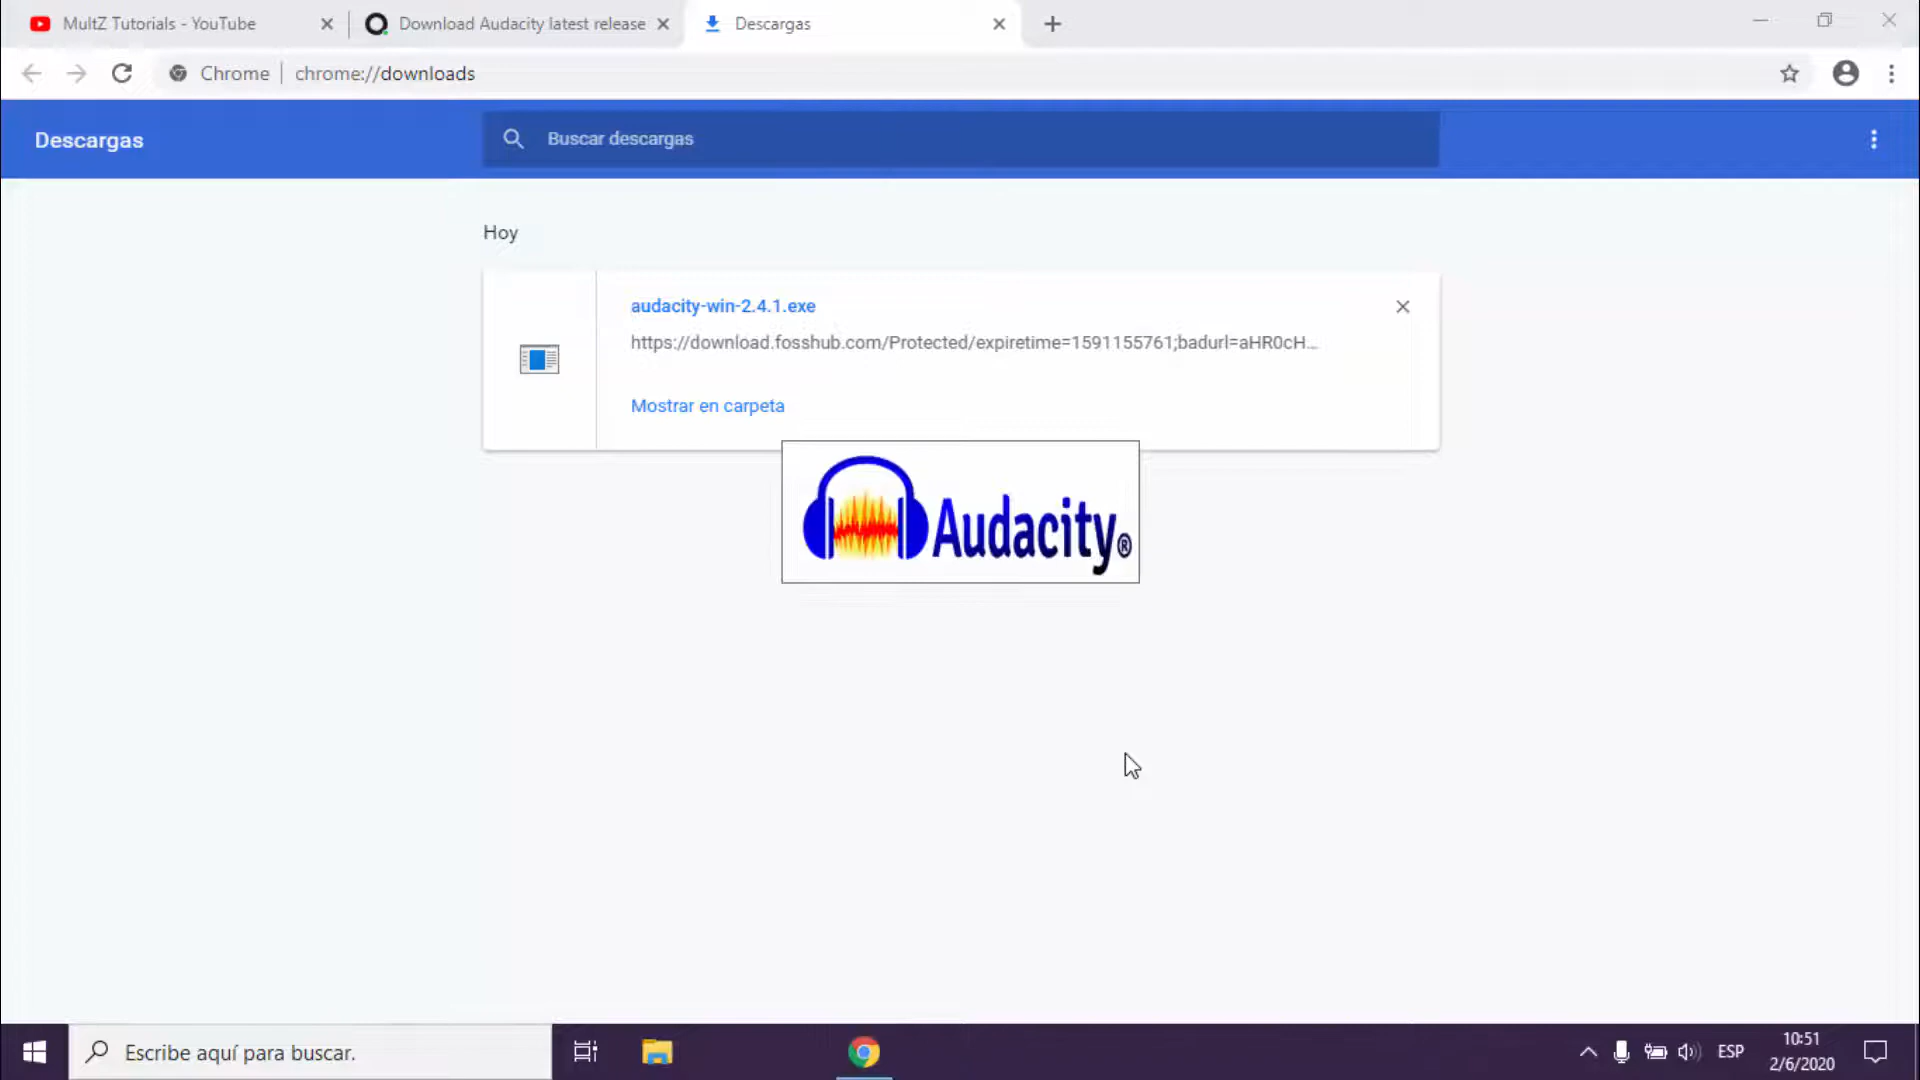 MultZ Tutorials - YouTube
Download Audacity latest release
Descargas
Chrome
chrome://downloads
Descargas
Buscar descargas
Hoy
audacity-win-2.4.1.exe
https://download.fosshub.com/Protected/expiretime=1591155761;badurl=aHR0cH...
Mostrar en carpeta
Audacity®
Escribe aquí para buscar.
ESP
10:51
2/6/2020